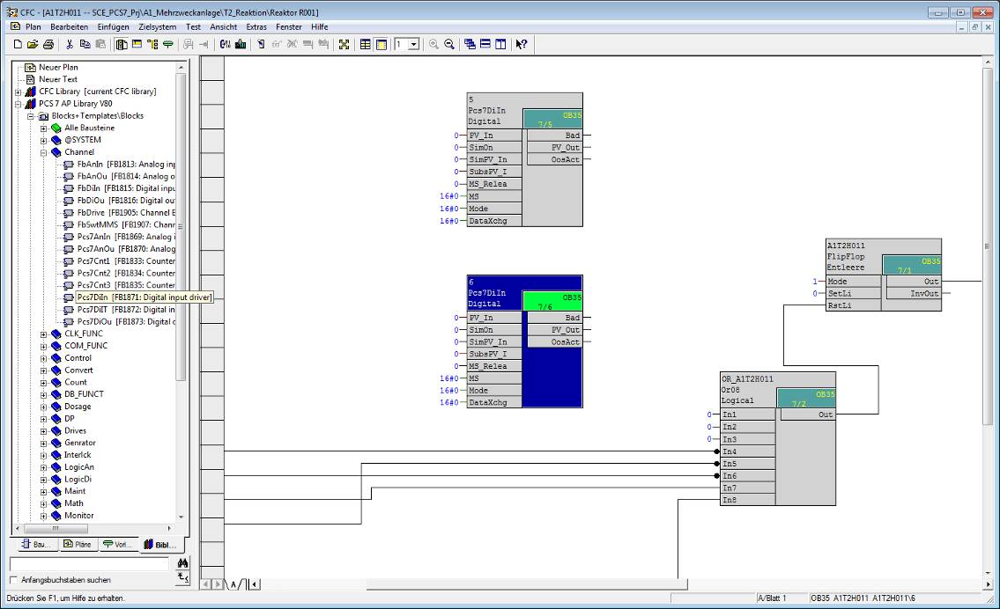 CFC - [A1T2H011 -- SCE_PCS7_Prj\A1_Mehrzweckanlage\T2_Reaktion\Reaktor R001]
Plan Bearbeiten Einfügen Zielsystem Test Ansicht Extras Fenster Hilfe
1
Neuer Plan
Neuer Text
CFC Library [current CFC library]
PCS 7 AP Library V80
Blocks+Templates\Blocks
Alle Bausteine
@SYSTEM
Channel
FbAnIn [FB1813: Analog inp
FbAnOu [FB1814: Analog o
FbDiIn [FB1815: Digital inpu
FbDiOu [FB1816: Digital out
FbDrive [FB1905: Channel B
FbSwtMMS [FB1907: Chann
Pcs7AnIn [FB1869: Analog i
Pcs7AnOu [FB1870: Analog
Pcs7Cnt1 [FB1833: Counter
Pcs7Cnt2 [FB1834: Counter
Pcs7Cnt3 [FB1835: Counter
Pcs7DiIn [FB1871: Digital input driver]
Pcs7DiIT [FB1872: Digital in
Pcs7DiOu [FB1873: Digital o
CLK_FUNC
COM_FUNC
Control
Convert
Count
DB_FUNCT
Dosage
DP
Drives
Genrator
Interlck
LogicAn
LogicDi
Maint
Math
Monitor
Bau... Pläne Vorl... Bibl...
Anfangsbuchstaben suchen
5
Pcs7DiIn
Digital
OB35
7/5
0 PV_In Bad
0 SimOn PV_Out
0 SimPV_In OosAct
0 SubsPV_I
0 MS_Relea
16#0 MS
16#0 Mode
16#0 DataXchg
6
Pcs7DiIn
Digital
OB35
7/6
0 PV_In Bad
0 SimOn PV_Out
0 SimPV_In OosAct
0 SubsPV_I
0 MS_Relea
16#0 MS
16#0 Mode
16#0 DataXchg
A1T2H011
FlipFlop
Entleere
OB35
7/1
1 Mode Out
0 SetLi InvOut
RstLi
OR_A1T2H011
Or08
Logical
OB35
7/2
0 In1 Out
0 In2
0 In3
In4
In5
In6
In7
In8
A
Drücken Sie F1, um Hilfe zu erhalten.
A/Blatt 1
OB35 A1T2H011 A1T2H011\6